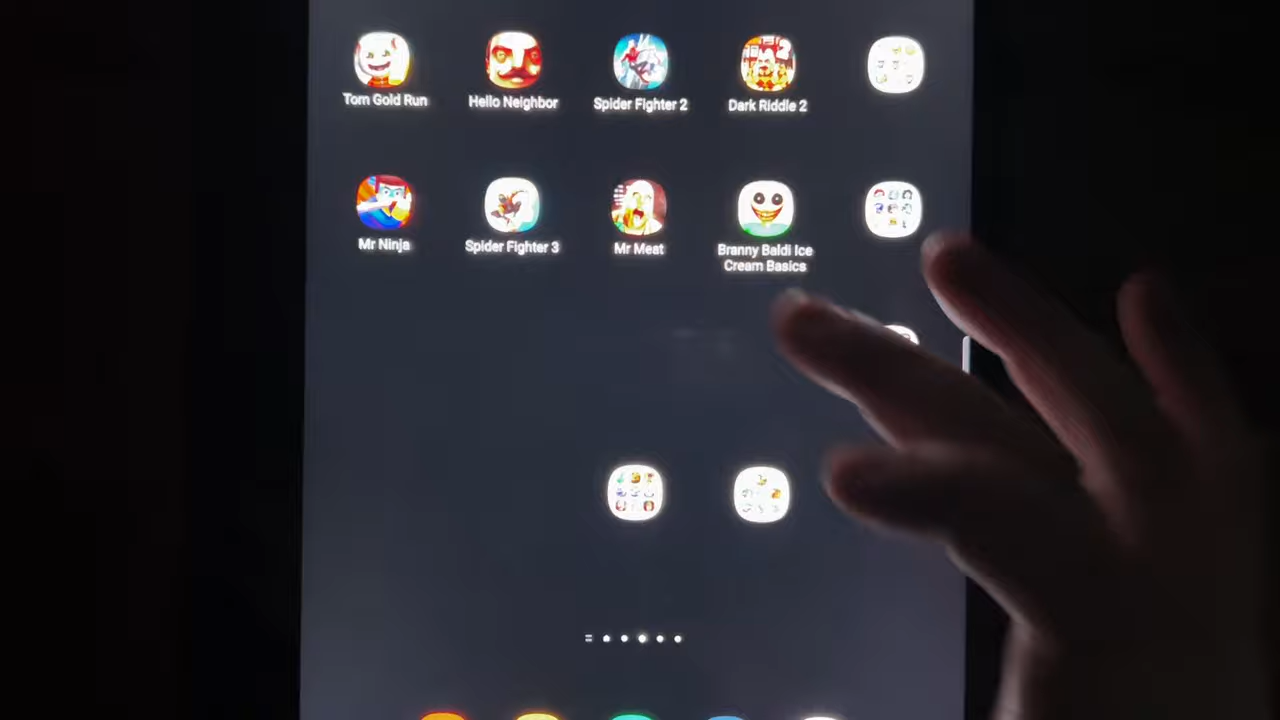 Tom Gold Run
Hello Neighbor
Spider Fighter 2
Dark Riddle 2
Mr Ninja
Spider Fighter 3
Mr Meat
Branny Baldi Ice
Cream Basics